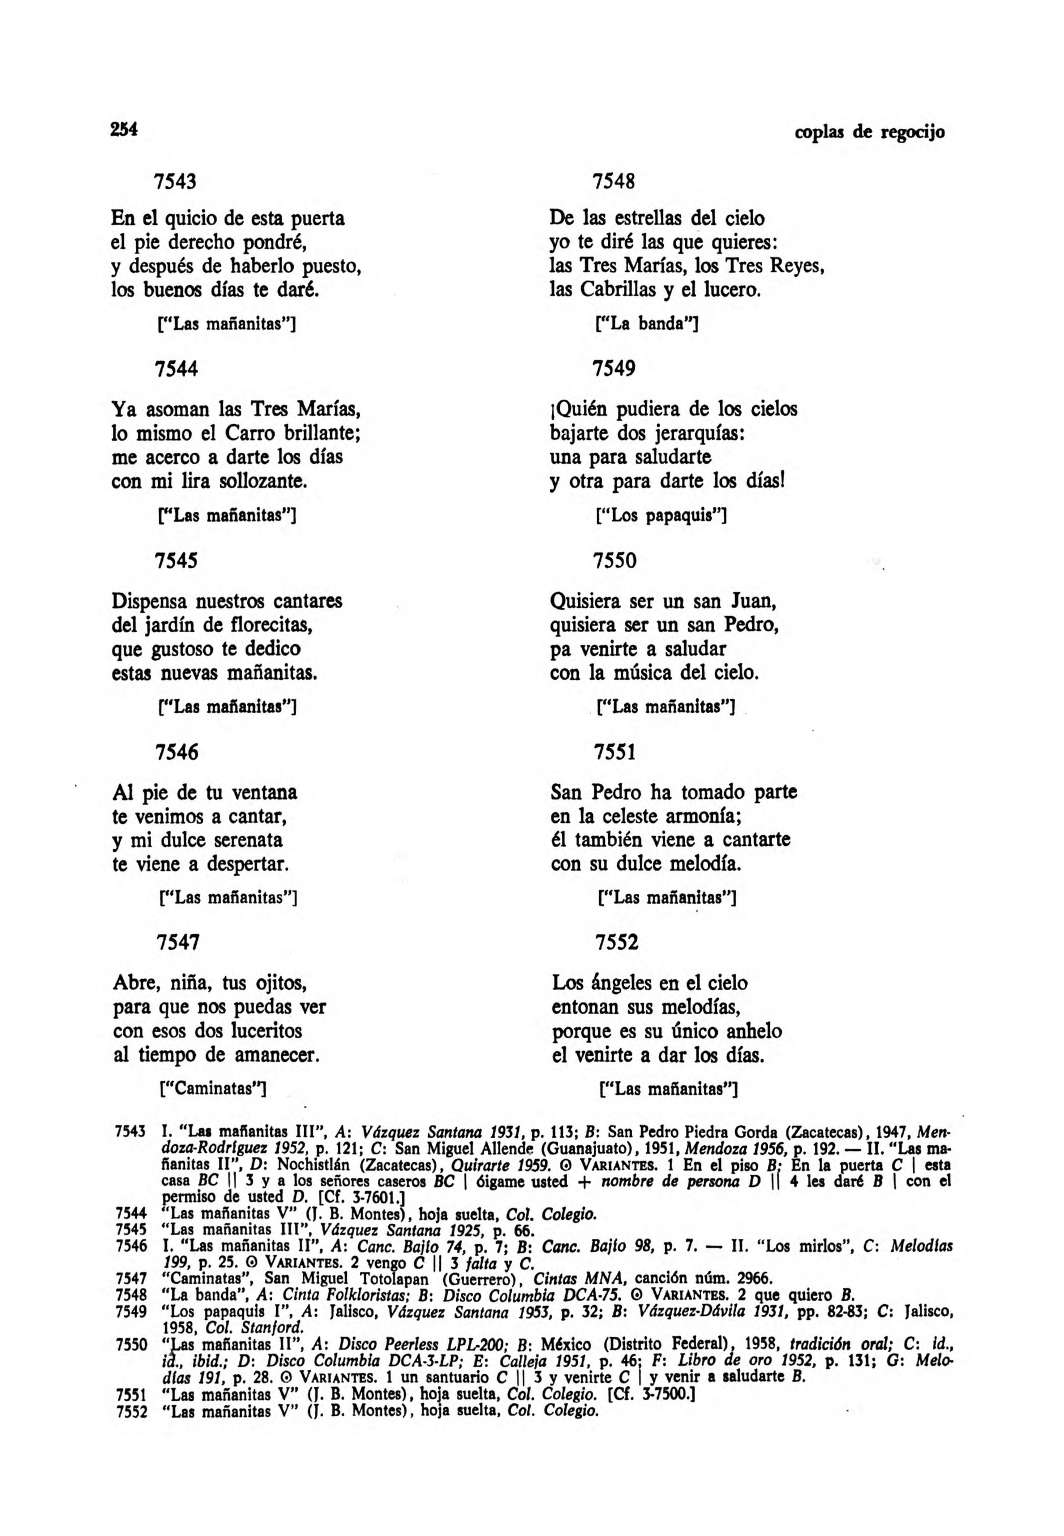 254
coplas de regocijo
7543
En el quicio de esta puerta
el pie derecho pondré,
y después de haberlo puesto,
los buenos días te daré.
["Las mañanitas"]
7544
Ya asoman las Tres Marías,
lo mismo el Carro brillante;
me acerco a darte los días
con mi lira sollozante.
["Las mañanitas"]
7545
Dispensa nuestros cantares
del jardín de florecitas,
que gustoso te dedico
estas nuevas mañanitas.
["Las mañanitas"]
7546
Al pie de tu ventana
te venimos a cantar,
y mi dulce serenata
te viene a despertar.
["Las mañanitas"]
7547
Abre, niña, tus ojitos,
para que nos puedas ver
con esos dos luceritos
al tiempo de amanecer.
["Caminatas"]
7548
De las estrellas del cielo
yo te diré las que quieres:
las Tres Marías, los Tres Reyes,
las Cabrillas y el lucero.
["La banda"]
7549
¡Quién pudiera de los cielos
bajarte dos jerarquías:
una para saludarte
y otra para darte los días!
["Los papaquis"]
7550
Quisiera ser un san Juan,
quisiera ser un san Pedro,
pa venirte a saludar
con la música del cielo.
["Las mañanitas"]
7551
San Pedro ha tomado parte
en la celeste armonía;
él también viene a cantarte
con su dulce melodía.
["Las mañanitas"]
7552
Los ángeles en el cielo
entonan sus melodías,
porque es su único anhelo
el venirte a dar los días.
["Las mañanitas"]
7543 I. "Las mañanitas III", A: Vázquez Santana 1931, p. 113; B: San Pedro Piedra Gorda (Zacatecas), 1947, Men-
doza-Rodríguez 1952, p. 121; C: San Miguel Allende (Guanajuato), 1951, Mendoza 1956, p. 192. — II. "Las ma-
ñanitas II", D: Nochistlán (Zacatecas), Quirarte 1959. ⊙ VARIANTES. 1 En el piso B; En la puerta C | esta
casa BC || 3 y a los señores caseros BC | óigame usted + nombre de persona D || 4 les daré B | con el
permiso de usted D. [Cf. 3-7601.]
7544 "Las mañanitas V" (J. B. Montes), hoja suelta, Col. Colegio.
7545 "Las mañanitas III", Vázquez Santana 1925, p. 66.
7546 I. "Las mañanitas II", A: Canc. Bajío 74, p. 7; B: Canc. Bajío 98, p. 7. — II. "Los mirlos", C: Melodías
199, p. 25. ⊙ VARIANTES. 2 vengo C || 3 falta y C.
7547 "Caminatas", San Miguel Totolapan (Guerrero), Cintas MNA, canción núm. 2966.
7548 "La banda", A: Cinta Folkloristas; B: Disco Columbia DCA-75. ⊙ VARIANTES. 2 que quiero B.
7549 "Los papaquis I", A: Jalisco, Vázquez Santana 1953, p. 32; B: Vázquez-Dávila 1931, pp. 82-83; C: Jalisco,
1958, Col. Stanford.
7550 "Las mañanitas II", A: Disco Peerless LPL-200; B: México (Distrito Federal), 1958, tradición oral; C: id.,
id., ibid.; D: Disco Columbia DCA-3-LP; E: Calleja 1951, p. 46; F: Libro de oro 1952, p. 131; G: Melo-
días 191, p. 28. ⊙ VARIANTES. 1 un santuario C || 3 y venirte C | y venir a saludarte B.
7551 "Las mañanitas V" (J. B. Montes), hoja suelta, Col. Colegio. [Cf. 3-7500.]
7552 "Las mañanitas V" (J. B. Montes), hoja suelta, Col. Colegio.